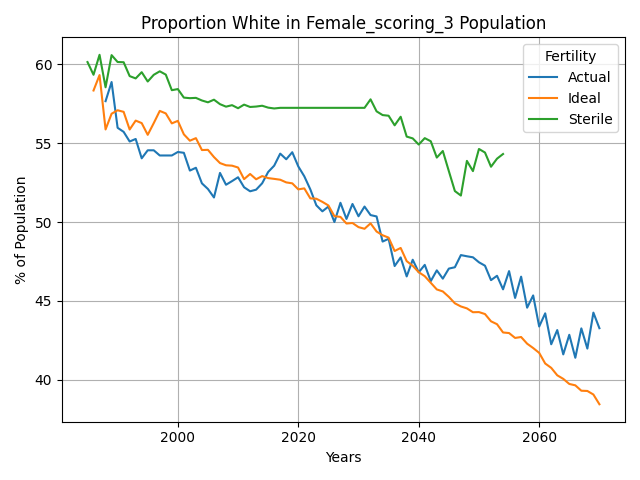 Proportion White in Female_scoring_3 Population
Fertility
Actual
Ideal
Sterile
% of Population
60
55
50
45
40
2000
2020
2040
2060
Years